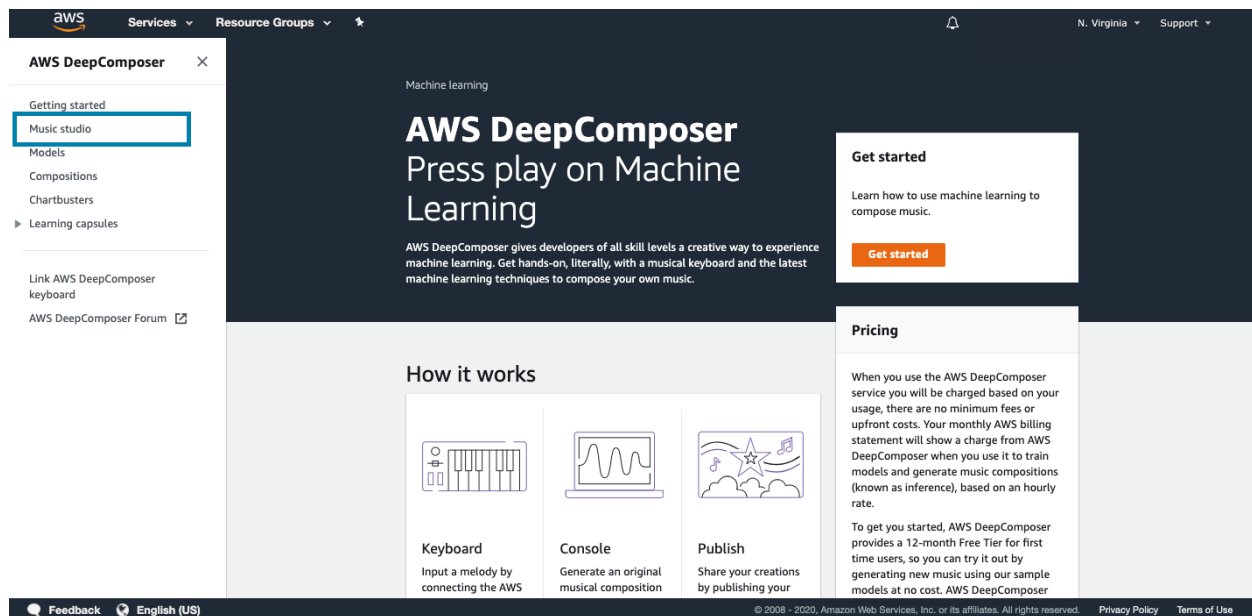 aws
Services
Resource Groups
N. Virginia
Support
AWS DeepComposer
Getting started
Music studio
Models
Compositions
Chartbusters
Learning capsules
Link AWS DeepComposer
keyboard
AWS DeepComposer Forum
Machine learning
AWS DeepComposer
Press play on Machine
Learning
AWS DeepComposer gives developers of all skill levels a creative way to experience
machine learning. Get hands-on, literally, with a musical keyboard and the latest
machine learning techniques to compose your own music.
Get started
Learn how to use machine learning to
compose music.
Get started
How it works
Keyboard
Input a melody by
connecting the AWS
Console
Generate an original
musical composition
Publish
Share your creations
by publishing your
Pricing
When you use the AWS DeepComposer
service you will be charged based on your
usage, there are no minimum fees or
upfront costs. Your monthly AWS billing
statement will show a charge from AWS
DeepComposer when you use it to train
models and generate music compositions
(known as inference), based on an hourly
rate.
To get you started, AWS DeepComposer
provides a 12-month Free Tier for first
time users, so you can try it out by
generating new music using our sample
models at no cost. AWS DeepComposer
Feedback
English (US)
© 2008 - 2020, Amazon Web Services, Inc. or its affiliates. All rights reserved.
Privacy Policy
Terms of Use